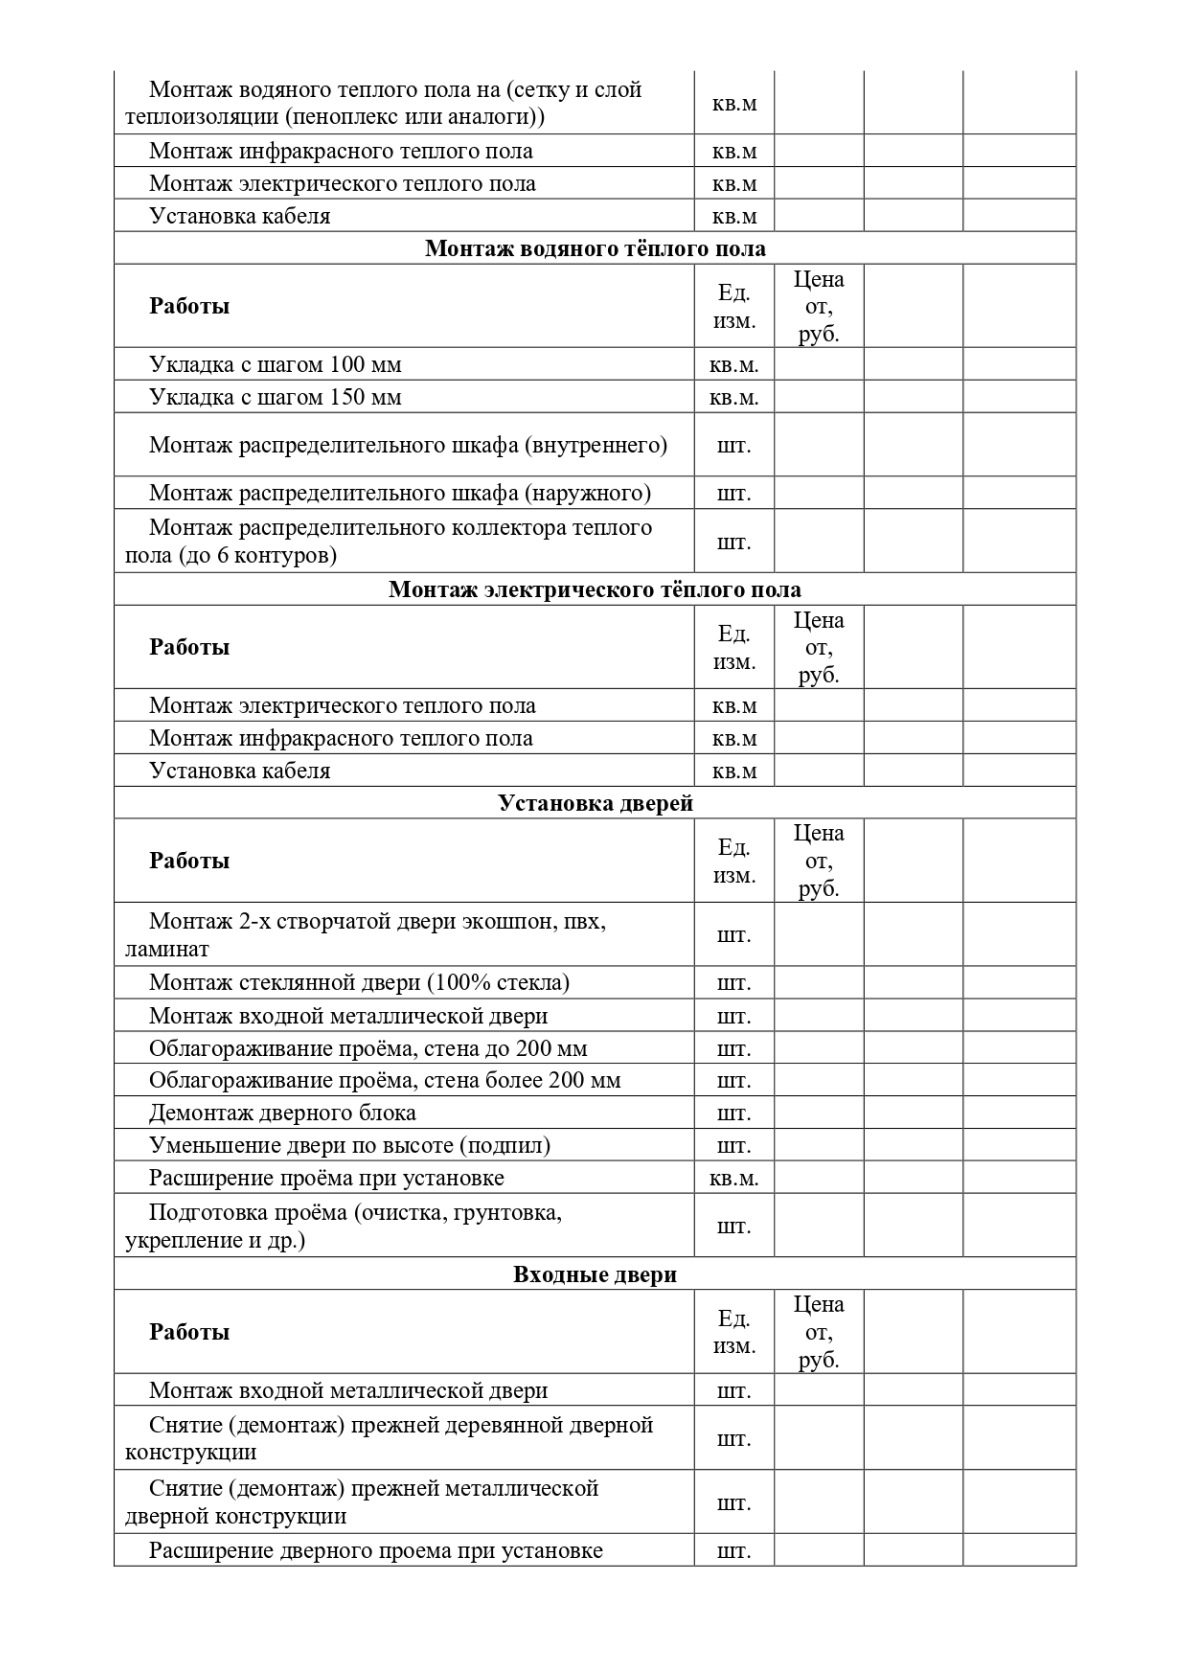 Монтаж водяного теплого пола на (сетку и слой
теплоизоляции (пеноплекс или аналоги))
кв.м
Монтаж инфракрасного теплого пола
кв.м
Монтаж электрического теплого пола
кв.м
Установка кабеля
кв.м
Монтаж водяного тёплого пола
Работы
Ед.
изм.
Цена
от,
руб.
Укладка с шагом 100 мм
кв.м.
Укладка с шагом 150 мм
кв.м.
Монтаж распределительного шкафа (внутреннего)
шт.
Монтаж распределительного шкафа (наружного)
шт.
Монтаж распределительного коллектора теплого
пола (до 6 контуров)
шт.
Монтаж электрического тёплого пола
Работы
Ед.
изм.
Цена
от,
руб.
Монтаж электрического теплого пола
кв.м
Монтаж инфракрасного теплого пола
кв.м
Установка кабеля
кв.м
Установка дверей
Работы
Ед.
изм.
Цена
от,
руб.
Монтаж 2-х створчатой двери экошпон, пвх,
ламинат
шт.
Монтаж стеклянной двери (100% стекла)
шт.
Монтаж входной металлической двери
шт.
Облагораживание проёма, стена до 200 мм
шт.
Облагораживание проёма, стена более 200 мм
шт.
Демонтаж дверного блока
шт.
Уменьшение двери по высоте (подпил)
шт.
Расширение проёма при установке
кв.м.
Подготовка проёма (очистка, грунтовка,
укрепление и др.)
шт.
Входные двери
Работы
Ед.
изм.
Цена
от,
руб.
Монтаж входной металлической двери
шт.
Снятие (демонтаж) прежней деревянной дверной
конструкции
шт.
Снятие (демонтаж) прежней металлической
дверной конструкции
шт.
Расширение дверного проема при установке
шт.